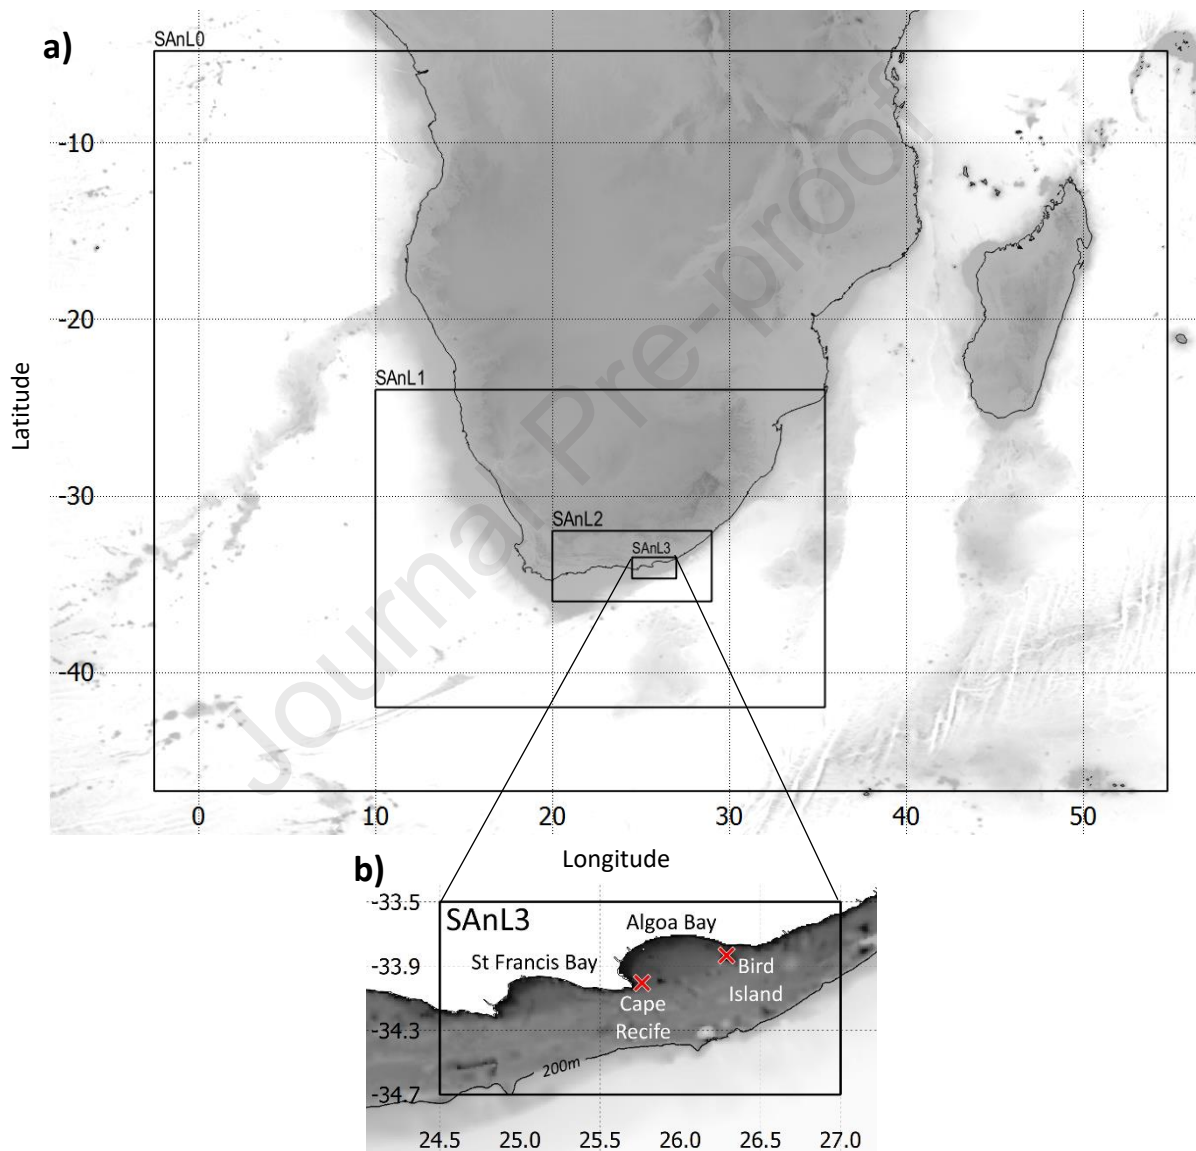 a)
SAnL0
-10
-20
SAnL1
Latitude
-30
SAnL2
SAnL3
-40
0 10 20 30 40 50
Longitude
Journal Pre-proof
b)
-33.5
SAnL3
Algoa Bay
St Francis Bay
-33.9
Bird
Island
Cape
Recife
-34.3
200m
-34.7
24.5 25.0 25.5 26.0 26.5 27.0